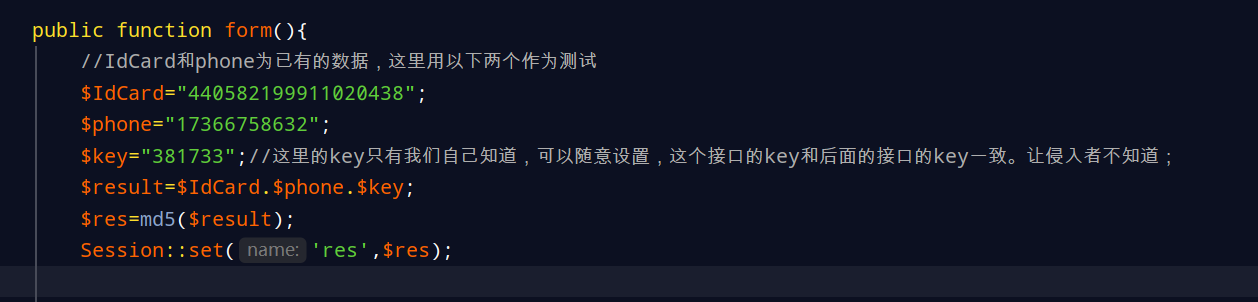 public function form(){
//IdCard和phone为已有的数据，这里用以下两个作为测试
$IdCard="440582199911020438";
$phone="17366758632";
$key="381733";//这里的key只有我们自己知道，可以随意设置，这个接口的key和后面的接口的key一致。让侵入者不知道；
$result=$IdCard.$phone.$key;
$res=md5($result);
Session::set( name: 'res',$res);